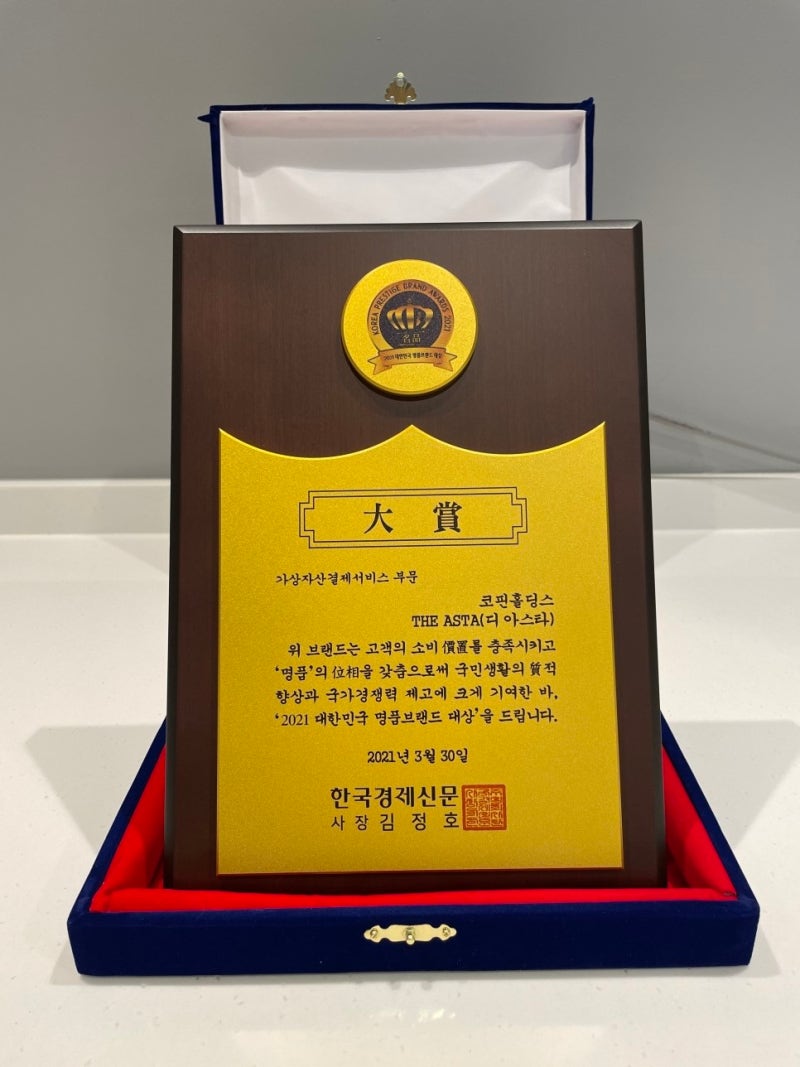 KOREA PRESTIGE BRAND AWARDS 2021
名品
2021 대한민국 명품브랜드 대상
大賞
가상자산결제서비스 부문
코핀홀딩스
THE ASTA(디 아스타)
위 브랜드는 고객의 소비 價置를 충족시키고
‘명품’의 位相을 갖춤으로써 국민생활의 質적
향상과 국가경쟁력 제고에 크게 기여한 바,
‘2021 대한민국 명품브랜드 대상’을 드립니다.
2021년 3월 30일
한국경제신문
사장 김 정 호